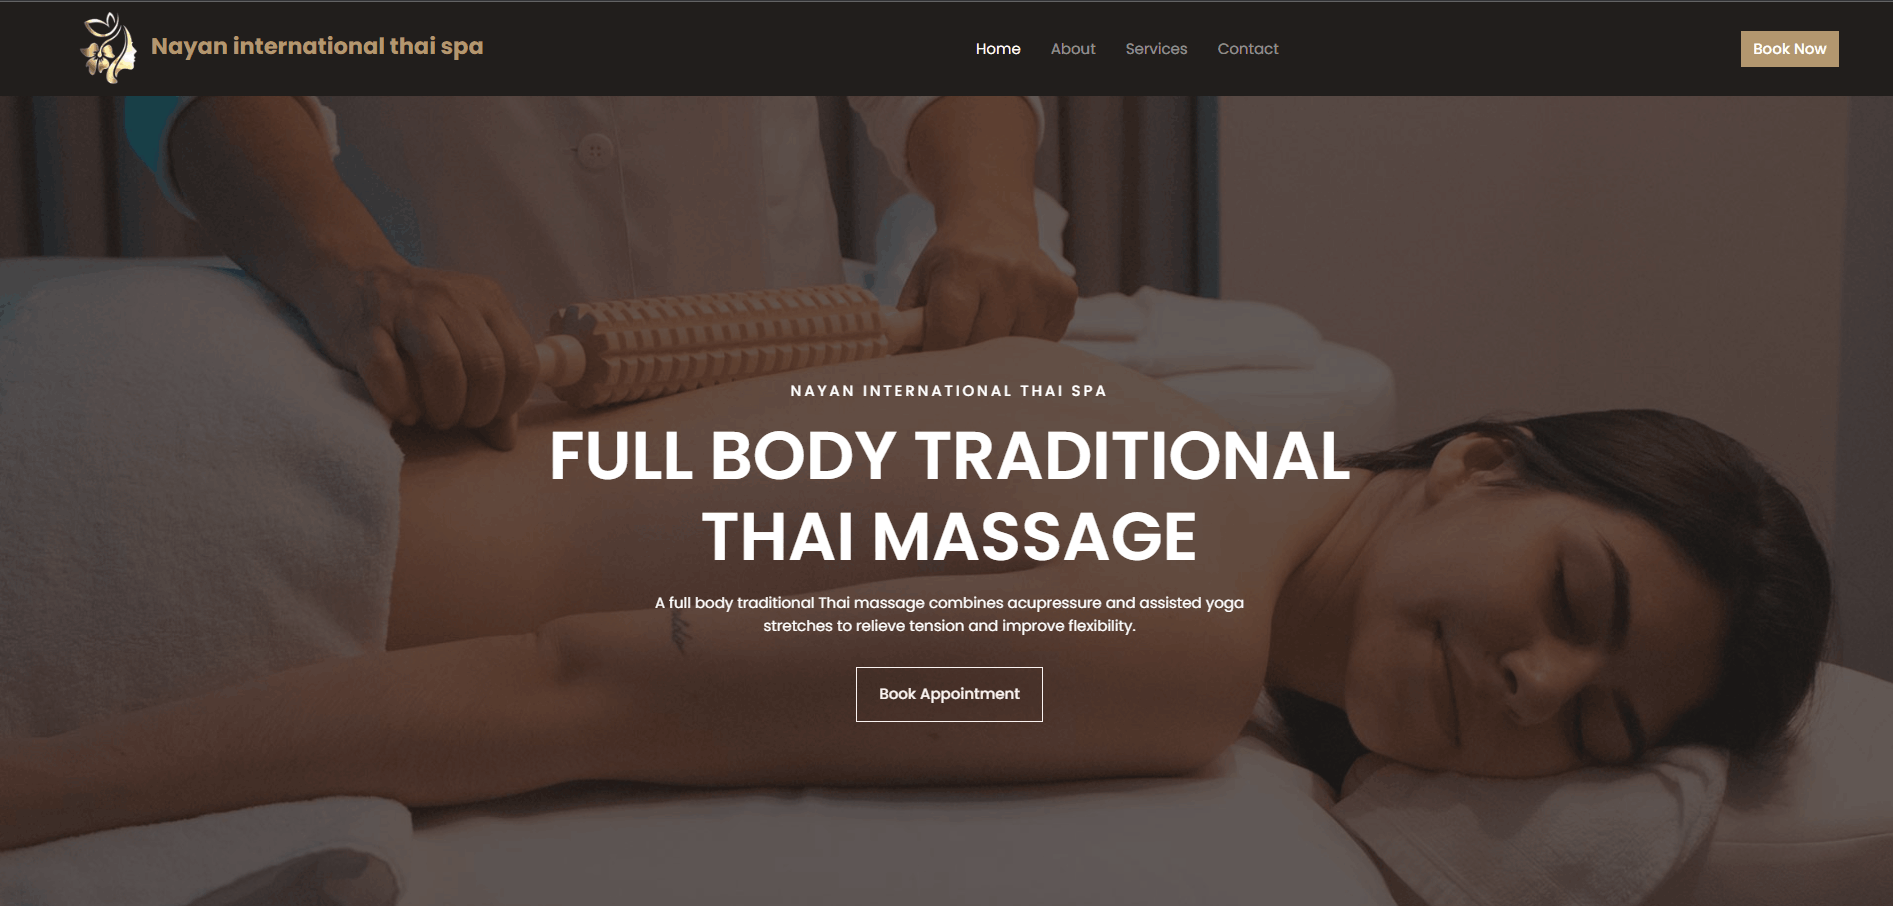 Nayan international thai spa
Home About Services Contact
Book Now
NAYAN INTERNATIONAL THAI SPA
FULL BODY TRADITIONAL
THAI MASSAGE
A full body traditional Thai massage combines acupressure and assisted yoga
stretches to relieve tension and improve flexibility.
Book Appointment